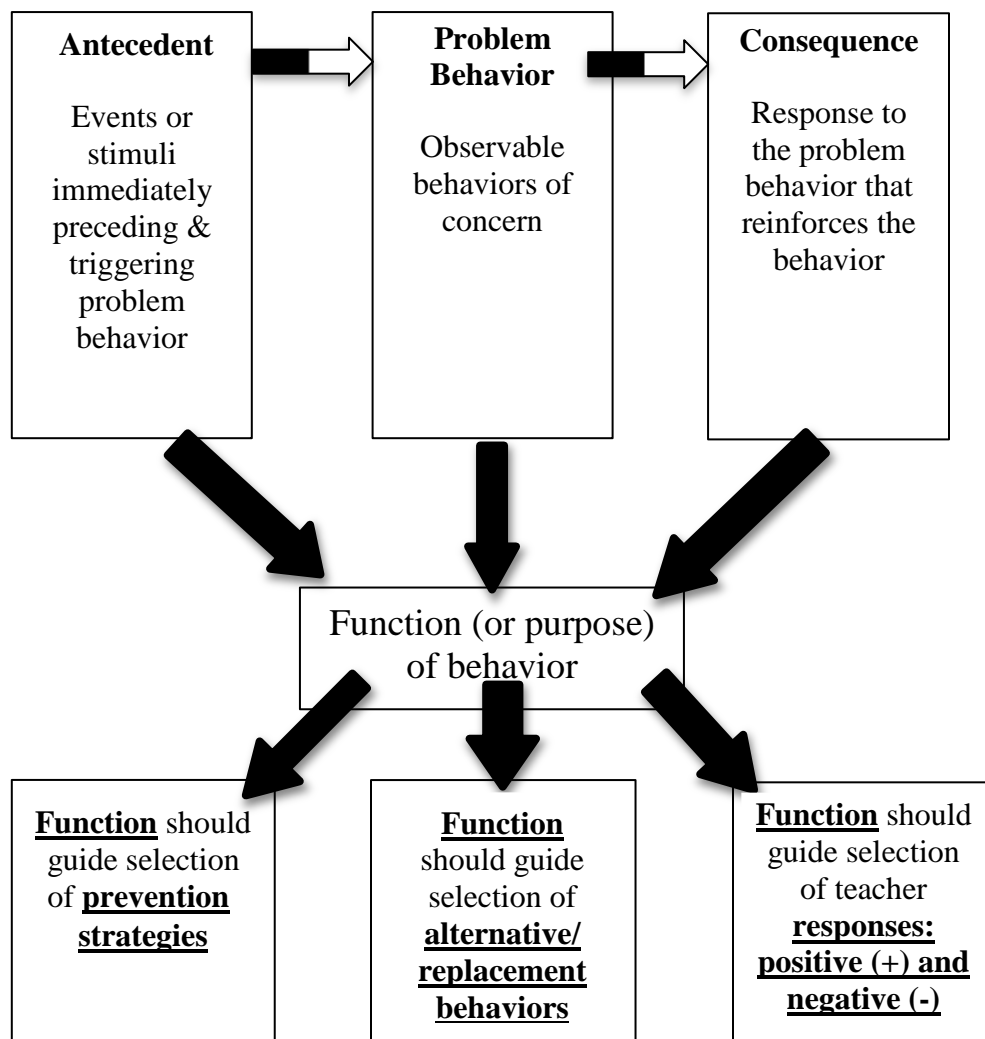 Antecedent
Events or
stimuli
immediately
preceding &
triggering
problem
behavior
Problem
Behavior
Observable
behaviors of
concern
Consequence
Response to
the problem
behavior that
reinforces the
behavior
Function (or purpose)
of behavior
Function should
guide selection
of prevention
strategies
Function
should guide
selection of
alternative/
replacement
behaviors
Function should
guide selection
of teacher
responses:
positive (+) and
negative (-)